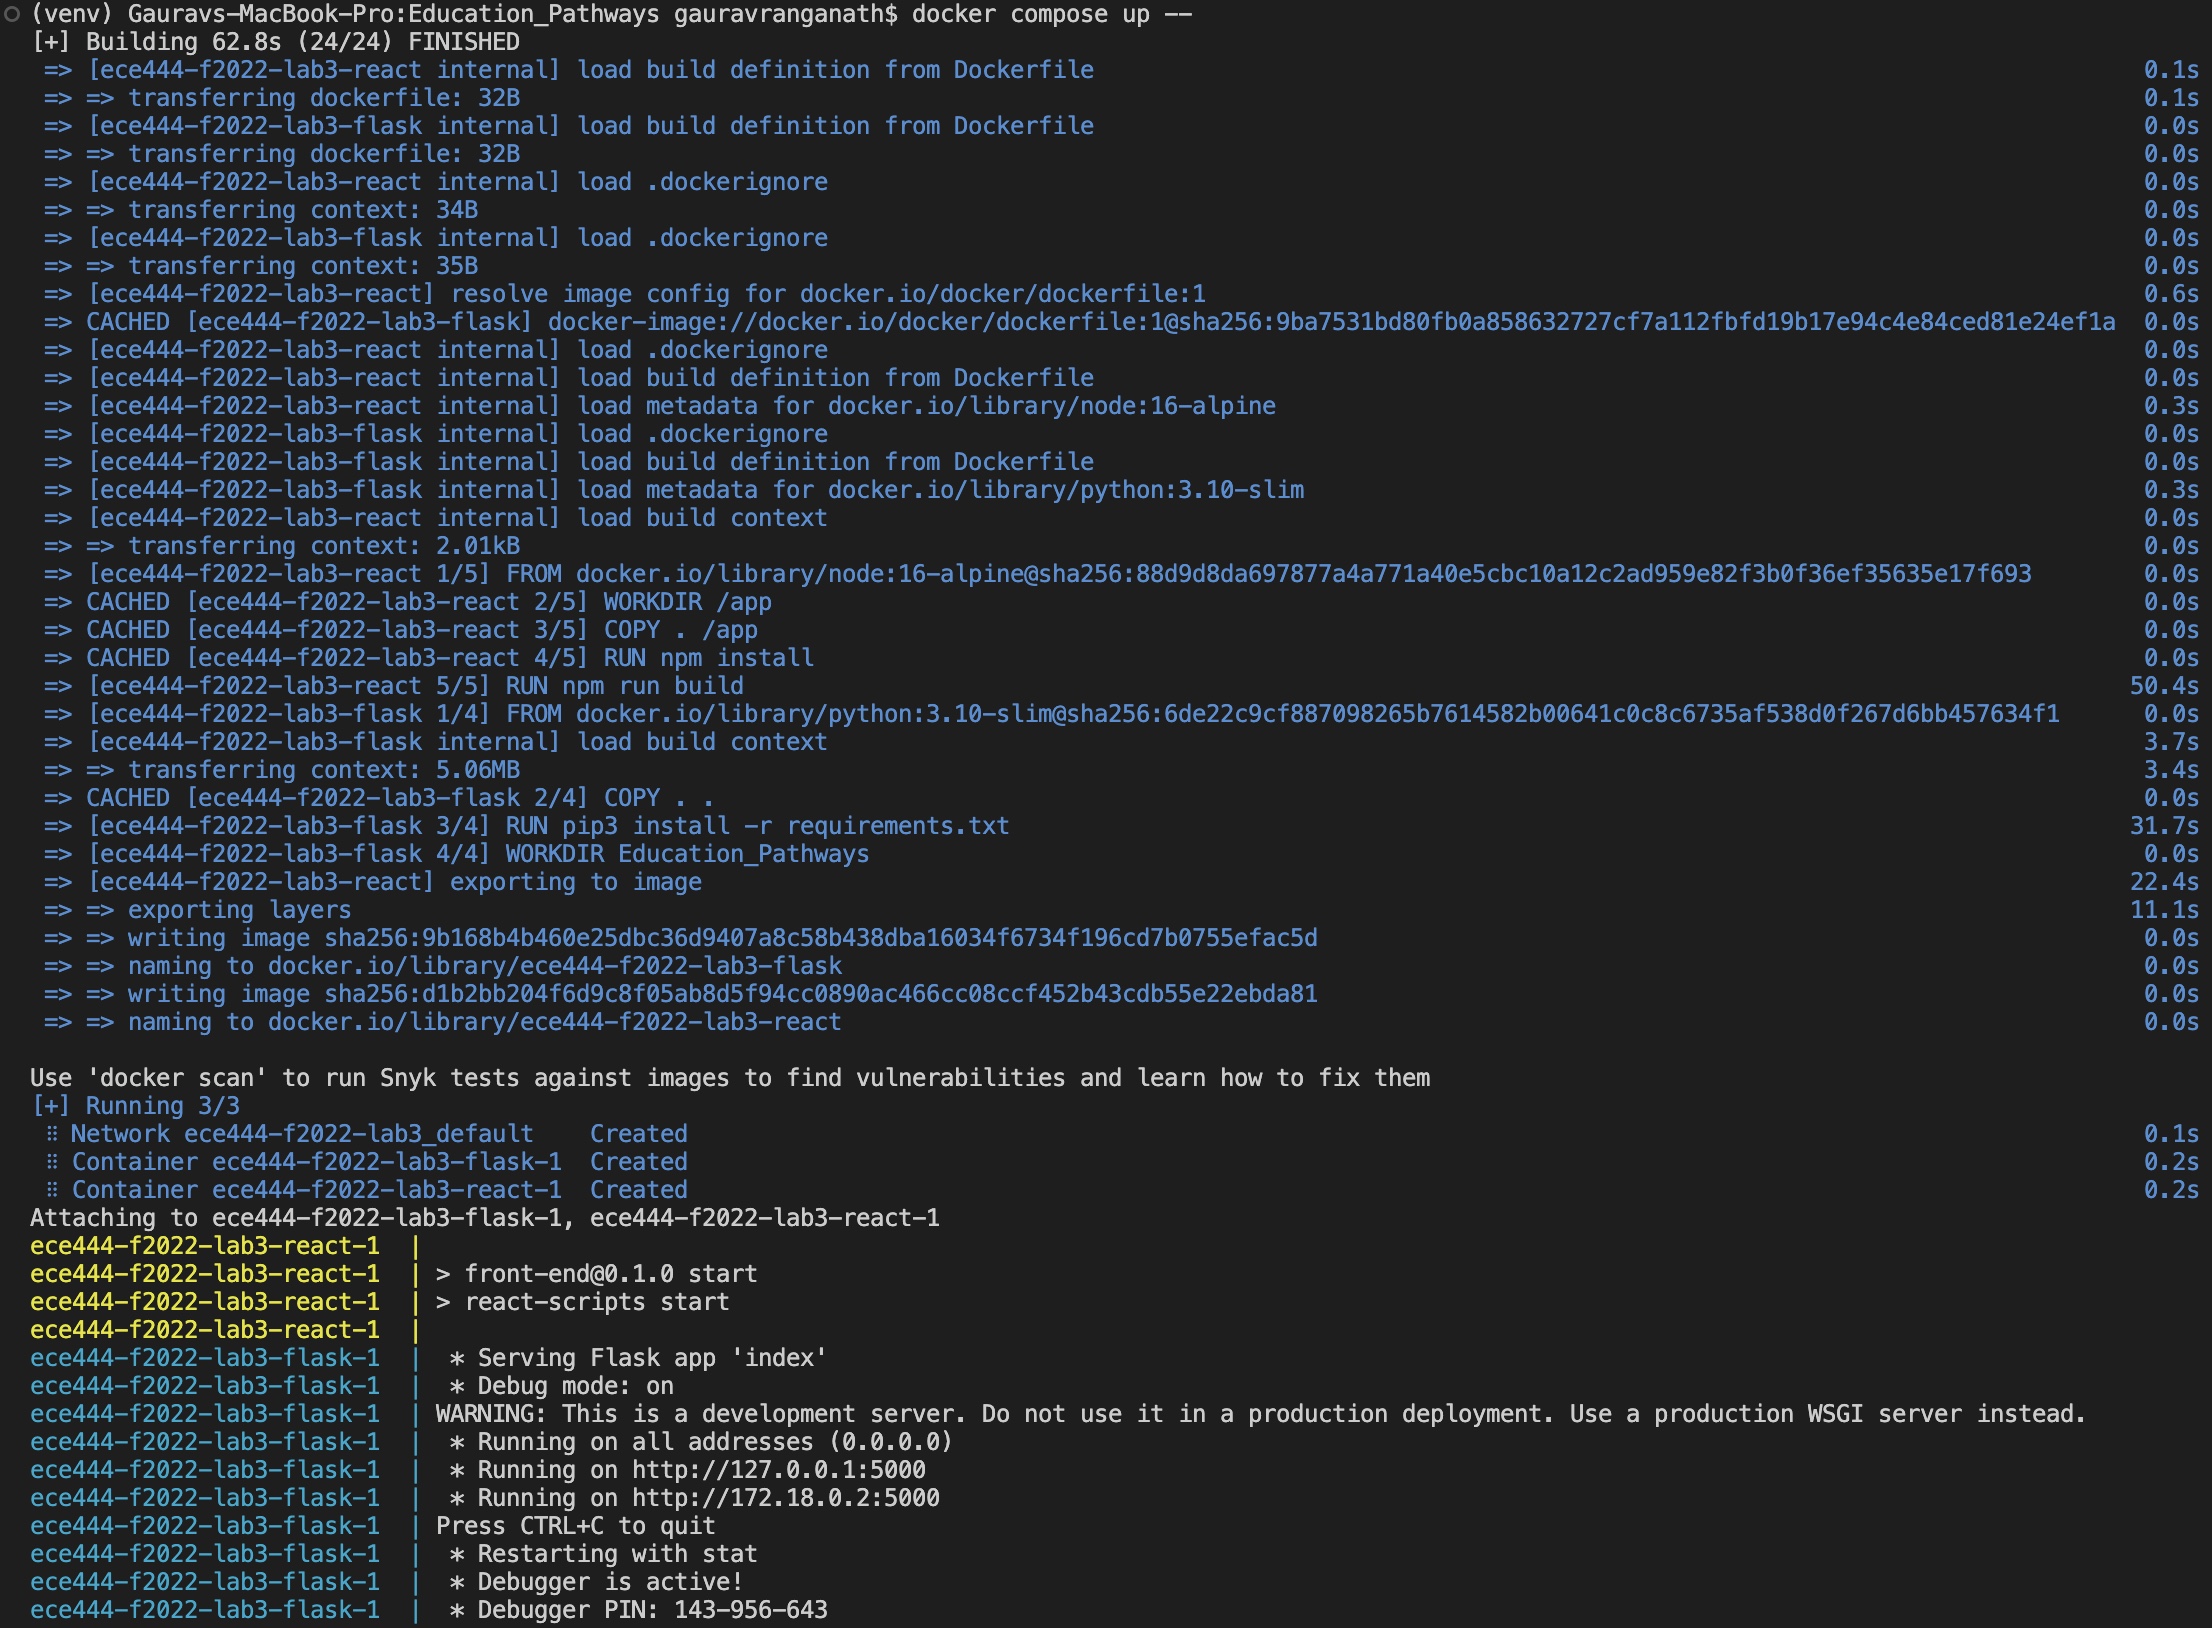 (venv) Gauravs-MacBook-Pro:Education_Pathways gauravranganath$ docker compose up --
[+] Building 62.8s (24/24) FINISHED
=> [ece444-f2022-lab3-react internal] load build definition from Dockerfile 0.1s
=> => transferring dockerfile: 32B 0.1s
=> [ece444-f2022-lab3-flask internal] load build definition from Dockerfile 0.0s
=> => transferring dockerfile: 32B 0.0s
=> [ece444-f2022-lab3-react internal] load .dockerignore 0.0s
=> => transferring context: 34B 0.0s
=> [ece444-f2022-lab3-flask internal] load .dockerignore 0.0s
=> => transferring context: 35B 0.0s
=> [ece444-f2022-lab3-react] resolve image config for docker.io/docker/dockerfile:1 0.6s
=> CACHED [ece444-f2022-lab3-flask] docker-image://docker.io/docker/dockerfile:1@sha256:9ba7531bd80fb0a858632727cf7a112fbfd19b17e94c4e84ced81e24ef1a 0.0s
=> [ece444-f2022-lab3-react internal] load .dockerignore 0.0s
=> [ece444-f2022-lab3-react internal] load build definition from Dockerfile 0.0s
=> [ece444-f2022-lab3-react internal] load metadata for docker.io/library/node:16-alpine 0.3s
=> [ece444-f2022-lab3-flask internal] load .dockerignore 0.0s
=> [ece444-f2022-lab3-flask internal] load build definition from Dockerfile 0.0s
=> [ece444-f2022-lab3-flask internal] load metadata for docker.io/library/python:3.10-slim 0.3s
=> [ece444-f2022-lab3-react internal] load build context 0.0s
=> => transferring context: 2.01kB 0.0s
=> [ece444-f2022-lab3-react 1/5] FROM docker.io/library/node:16-alpine@sha256:88d9d8da697877a4a771a40e5cbc10a12c2ad959e82f3b0f36ef35635e17f693 0.0s
=> CACHED [ece444-f2022-lab3-react 2/5] WORKDIR /app 0.0s
=> CACHED [ece444-f2022-lab3-react 3/5] COPY . /app 0.0s
=> CACHED [ece444-f2022-lab3-react 4/5] RUN npm install 0.0s
=> [ece444-f2022-lab3-react 5/5] RUN npm run build 50.4s
=> [ece444-f2022-lab3-flask 1/4] FROM docker.io/library/python:3.10-slim@sha256:6de22c9cf887098265b7614582b00641c0c8c6735af538d0f267d6bb457634f1 0.0s
=> [ece444-f2022-lab3-flask internal] load build context 3.7s
=> => transferring context: 5.06MB 3.4s
=> CACHED [ece444-f2022-lab3-flask 2/4] COPY . . 0.0s
=> [ece444-f2022-lab3-flask 3/4] RUN pip3 install -r requirements.txt 31.7s
=> [ece444-f2022-lab3-flask 4/4] WORKDIR Education_Pathways 0.0s
=> [ece444-f2022-lab3-react] exporting to image 22.4s
=> => exporting layers 11.1s
=> => writing image sha256:9b168b4b460e25dbc36d9407a8c58b438dba16034f6734f196cd7b0755efac5d 0.0s
=> => naming to docker.io/library/ece444-f2022-lab3-flask 0.0s
=> => writing image sha256:d1b2bb204f6d9c8f05ab8d5f94cc0890ac466cc08ccf452b43cdb55e22ebda81 0.0s
=> => naming to docker.io/library/ece444-f2022-lab3-react 0.0s
Use 'docker scan' to run Snyk tests against images to find vulnerabilities and learn how to fix them
[+] Running 3/3
⠿ Network ece444-f2022-lab3_default Created 0.1s
⠿ Container ece444-f2022-lab3-flask-1 Created 0.2s
⠿ Container ece444-f2022-lab3-react-1 Created 0.2s
Attaching to ece444-f2022-lab3-flask-1, ece444-f2022-lab3-react-1
ece444-f2022-lab3-react-1 |
ece444-f2022-lab3-react-1 | > front-end@0.1.0 start
ece444-f2022-lab3-react-1 | > react-scripts start
ece444-f2022-lab3-react-1 |
ece444-f2022-lab3-flask-1 | * Serving Flask app 'index'
ece444-f2022-lab3-flask-1 | * Debug mode: on
ece444-f2022-lab3-flask-1 | WARNING: This is a development server. Do not use it in a production deployment. Use a production WSGI server instead.
ece444-f2022-lab3-flask-1 | * Running on all addresses (0.0.0.0)
ece444-f2022-lab3-flask-1 | * Running on http://127.0.0.1:5000
ece444-f2022-lab3-flask-1 | * Running on http://172.18.0.2:5000
ece444-f2022-lab3-flask-1 | Press CTRL+C to quit
ece444-f2022-lab3-flask-1 | * Restarting with stat
ece444-f2022-lab3-flask-1 | * Debugger is active!
ece444-f2022-lab3-flask-1 | * Debugger PIN: 143-956-643